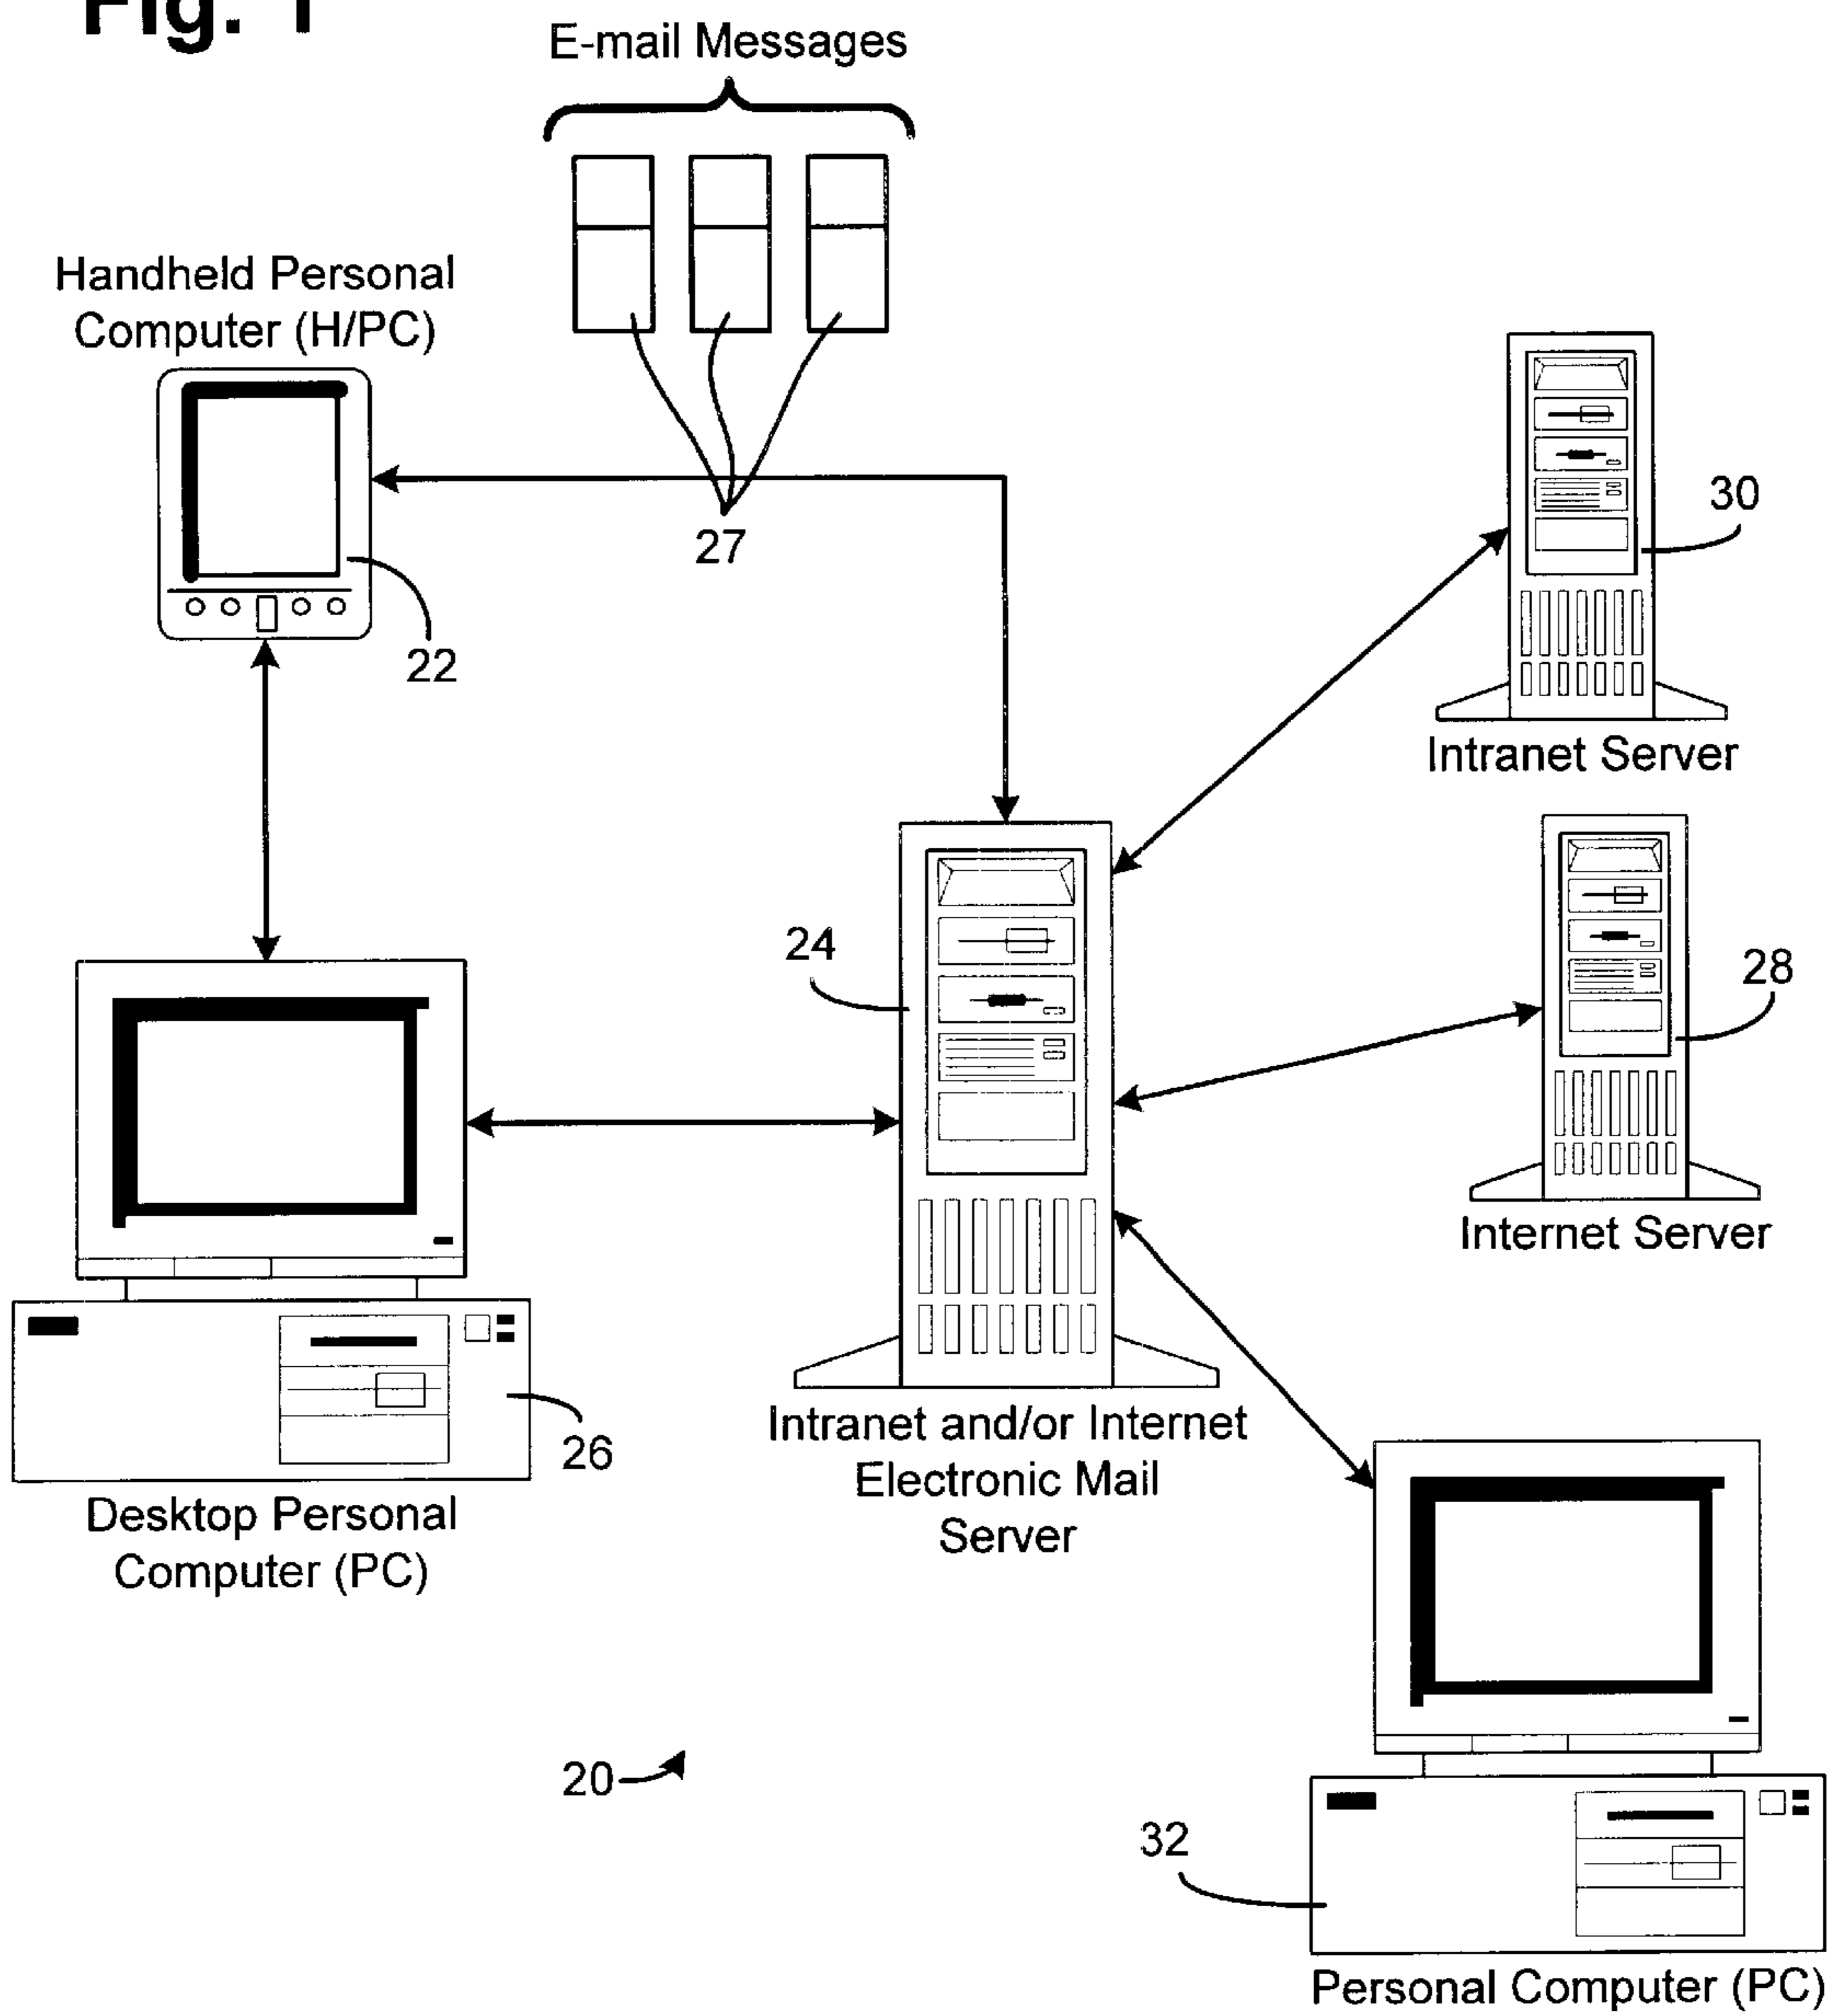 Fig. 1
E-mail Messages
Handheld Personal
Computer (H/PC)
27
22
30
Intranet Server
24
28
Internet Server
26
Desktop Personal
Computer (PC)
Intranet and/or Internet
Electronic Mail
Server
20
32
Personal Computer (PC)